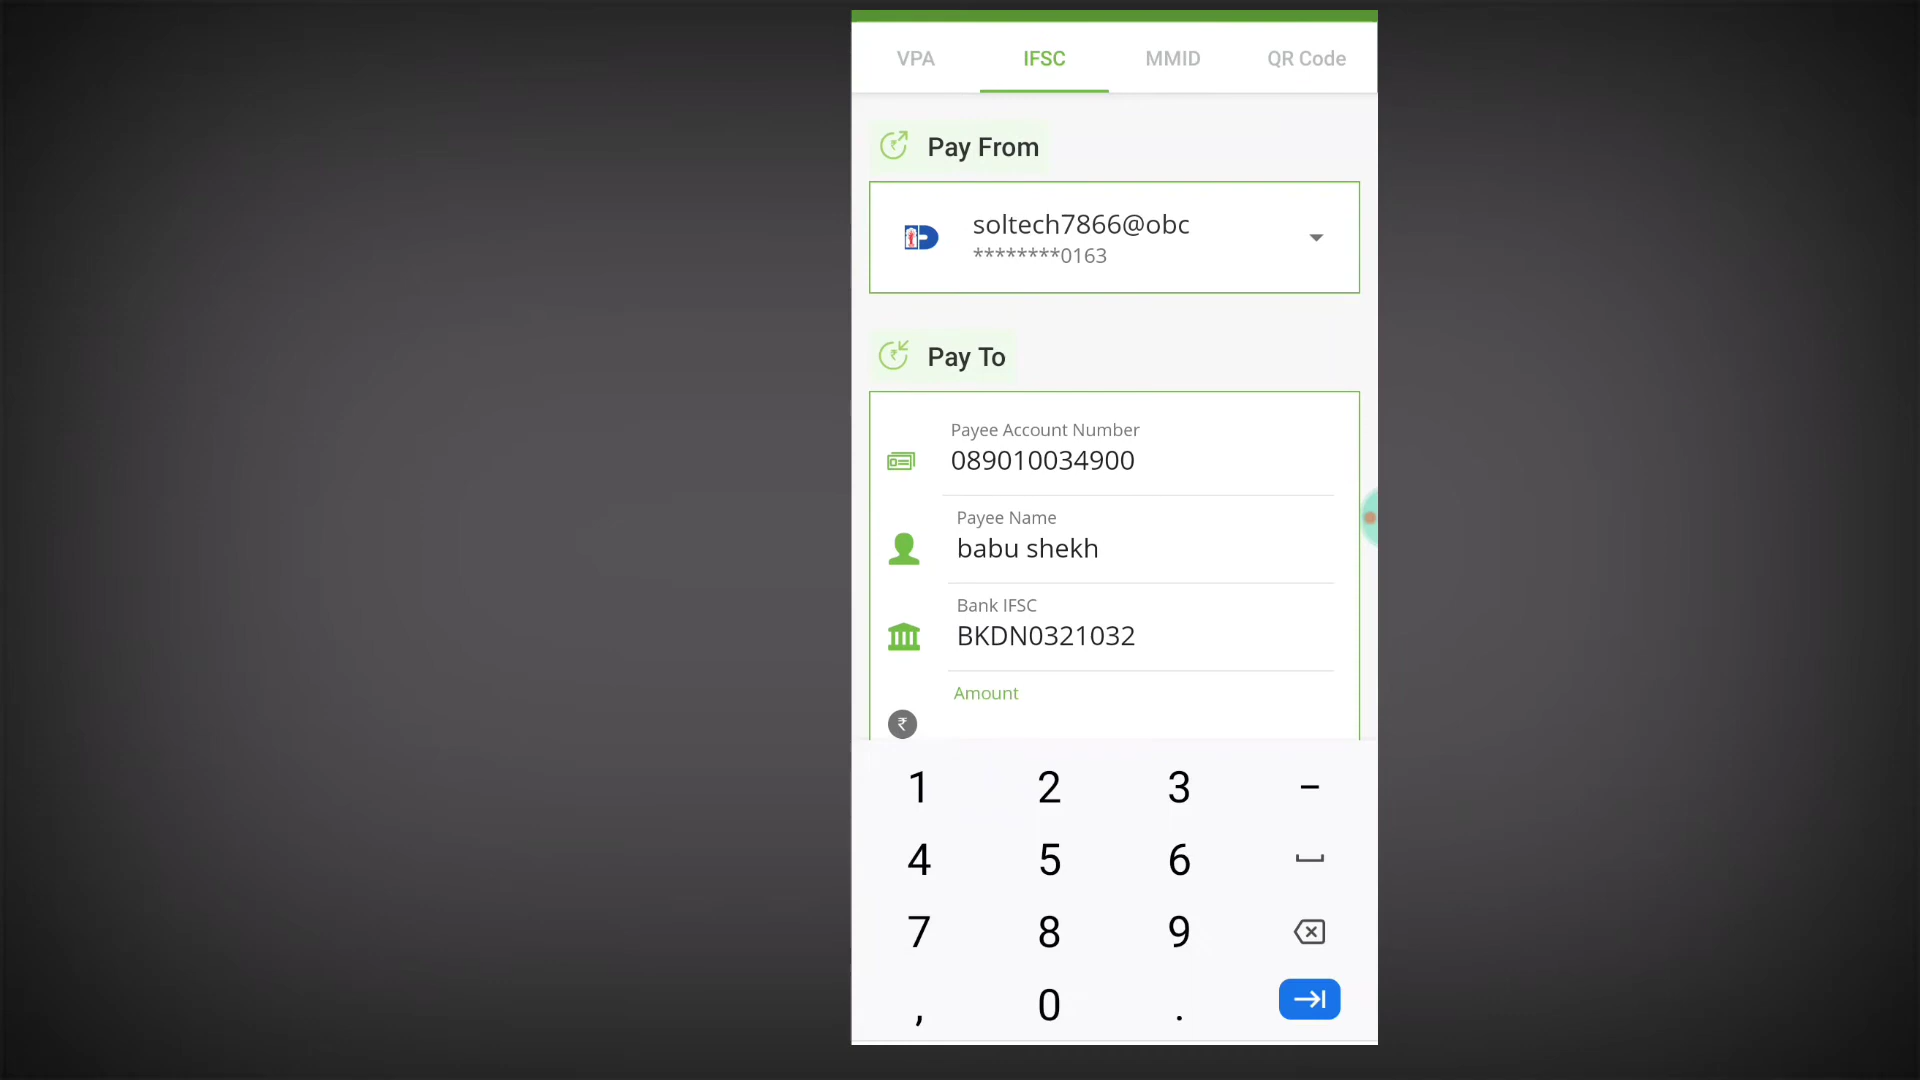 VPA IFSC MMID QR Code
Pay From
soltech7866@obc
********0163
Pay To
Payee Account Number
089010034900
Payee Name
babu shekh
Bank IFSC
BKDN0321032
Amount
₹
1 2 3 –
4 5 6
7 8 9
, 0 .